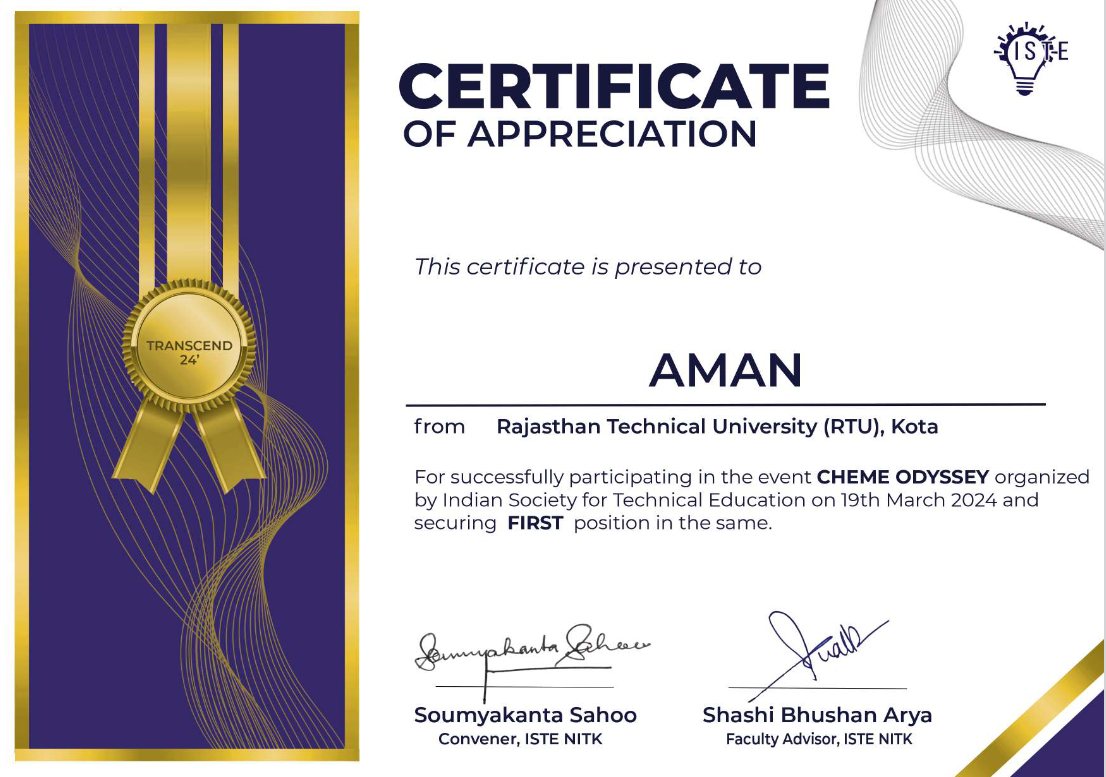 ISTE
CERTIFICATE
OF APPRECIATION
This certificate is presented to
TRANSCEND
24’
AMAN
from Rajasthan Technical University (RTU), Kota
For successfully participating in the event CHEME ODYSSEY organized
by Indian Society for Technical Education on 19th March 2024 and
securing FIRST position in the same.
Soumyakanta Sahoo
Soumyakanta Sahoo
Convener, ISTE NITK
Shashi Bhushan Arya
Faculty Advisor, ISTE NITK